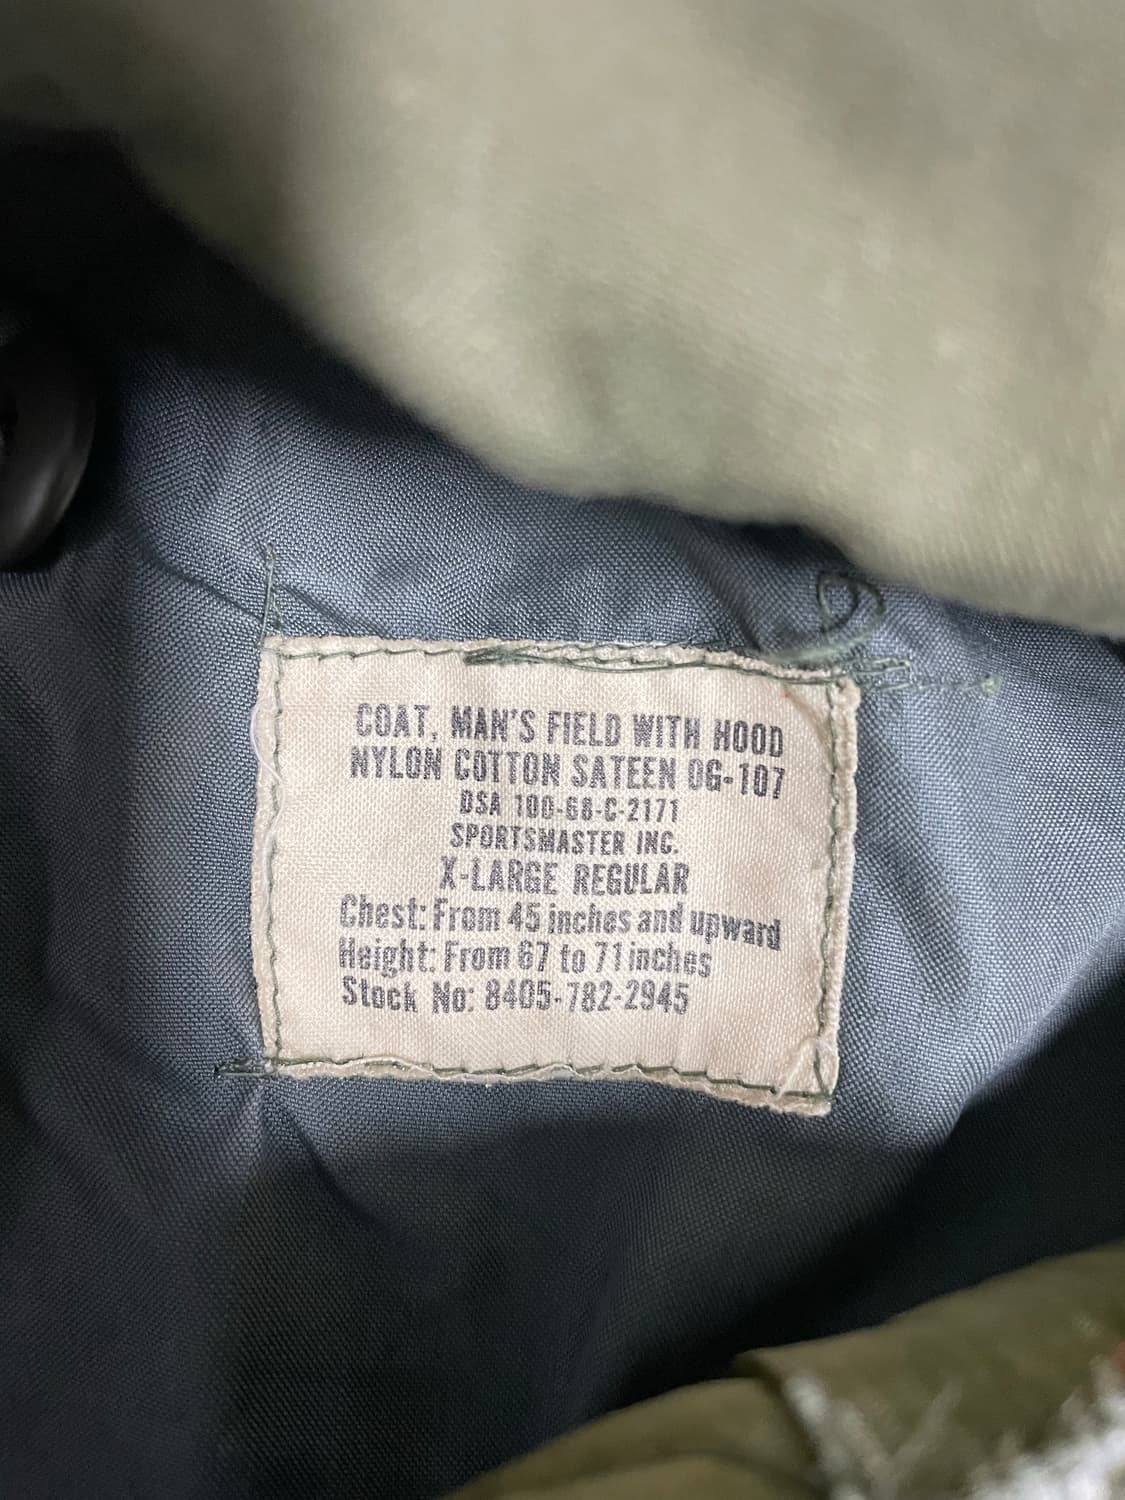 COAT, MAN'S FIELD WITH HOOD
NYLON COTTON SATEEN OG-107
DSA 100-68-C-2171
SPORTSMASTER INC.
X-LARGE REGULAR
Chest: From 45 inches and upward
Height: From 67 to 71 inches
Stock No: 8405-782-2945